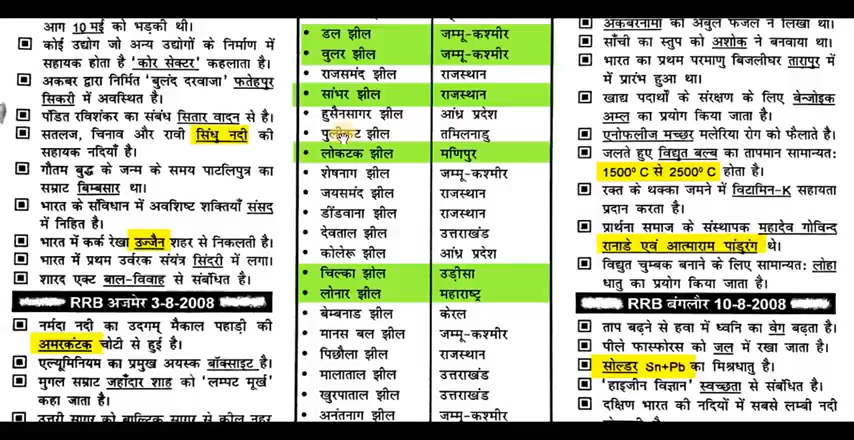 आग 10 मई को भड़की थी।
कोई उद्योग जो अन्य उद्योगों के निर्माण में
सहायक होता है 'कोर सेक्टर' कहलाता है।
अकबर द्वारा निर्मित 'बुलंद दरवाजा' फतेहपुर
सिकरी में अवस्थित है।
पंडित रविशंकर का संबंध सितार वादन से है।
सतलज, चिनाव और रावी सिंधु नदी की
सहायक नदियाँ है।
गौतम बुद्ध के जन्म के समय पाटलिपुत्र का
सम्राट बिम्बसार था।
भारत के संविधान में अवशिष्ट शक्तियाँ संसद
में निहित है।
भारत में कर्क रेखा उज्जैन शहर से निकलती है।
भारत में प्रथम उर्वरक संयंत्र सिंदरी में लगा।
शारद एक्ट बाल-विवाह से संबंधित है।
RRB अजमेर 3-8-2008
नर्मदा नदी का उदगम् मैकाल पहाड़ी की
अमरकंटक चोटी से हुई है।
एल्यूमिनियम का प्रमुख अयस्क बॉक्साइट है।
मुगल सम्राट जहाँदार शाह को 'लम्पट मूर्ख'
कहा जाता है।
उत्तरी सागर को बाल्टिक सागर से कील नहर
डल झील जम्मू-कश्मीर
वुलर झील जम्मू-कश्मीर
राजसमंद झील राजस्थान
सांभर झील राजस्थान
हुसैनसागर झील आंध्र प्रदेश
पुलीकट झील तमिलनाडु
लोकटक झील मणिपुर
शेषनाग झील जम्मू-कश्मीर
जयसमंद झील राजस्थान
डींडवाना झील राजस्थान
देवताल झील उत्तराखंड
कोलेरू झील आंध्र प्रदेश
चिल्का झील उड़ीसा
लोनार झील महाराष्ट्र
बेम्बनाड झील केरल
मानस बल झील जम्मू-कश्मीर
पिछौला झील राजस्थान
मालाताल झील उत्तराखंड
खुरपाताल झील उत्तराखंड
अनंतनाग झील जम्मू-कश्मीर
अकबरनामा को अबुल फजल ने लिखा था।
साँची का स्तुप को अशोक ने बनवाया था।
भारत का प्रथम परमाणु बिजलीघर तारापुर में
में प्रारंभ हुआ था।
खाद्य पदार्थों के संरक्षण के लिए वेन्जोइक
अम्ल का प्रयोग किया जाता है।
एनोफलीज मच्छर मलेरिया रोग को फैलाते है।
जलते हुए विद्युत बल्ब का तापमान सामान्यत:
1500⁰ C से 2500⁰ C होता है।
रक्त के थक्का जमने में विटामिन-K सहायता
प्रदान करता है।
प्रार्थना समाज के संस्थापक महादेव गोविन्द
रानाडे एवं आत्माराम पांडुरंग थे।
विद्युत चुम्बक बनाने के लिए सामान्यत: लोहा
धातु का प्रयोग किया जाता है।
RRB बंगलौर 10-8-2008
ताप बढ़ने से हवा में ध्वनि का वेग बढ़ता है।
पीले फास्फोरस को जल में रखा जाता है।
सोल्डर Sn+Pb का मिश्रधातु है।
'हाइजीन विज्ञान' स्वच्छता से संबंधित है।
दक्षिण भारत की नदियों में सबसे लम्बी नदी